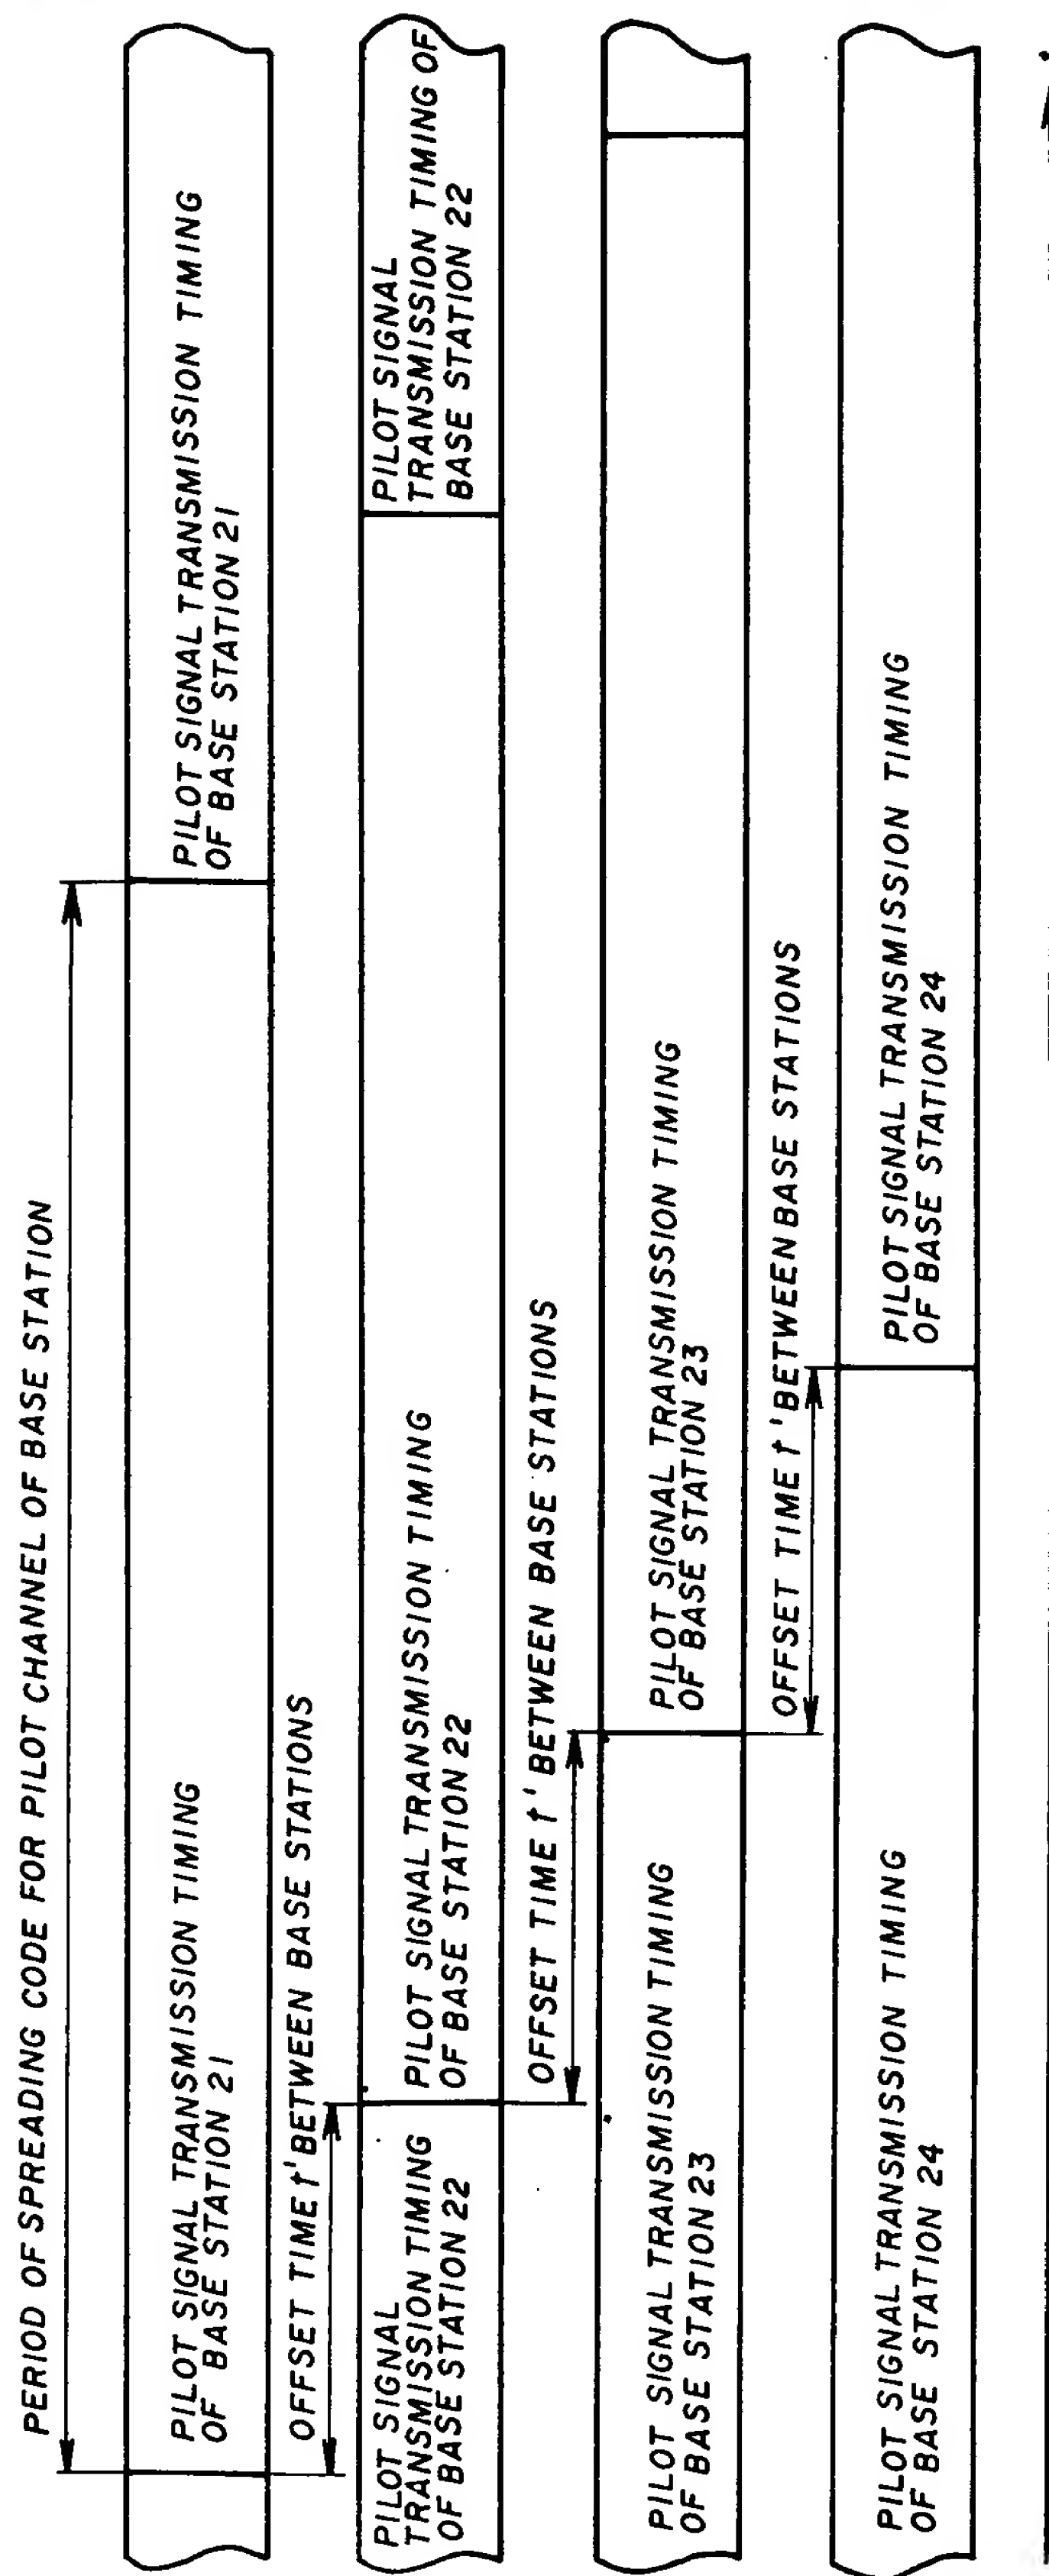 PERIOD OF SPREADING CODE FOR PILOT CHANNEL OF BASE STATION
PILOT SIGNAL TRANSMISSION TIMING
OF BASE STATION 21
PILOT SIGNAL TRANSMISSION TIMING
OF BASE STATION 21
OFFSET TIME t' BETWEEN BASE STATIONS
PILOT SIGNAL
TRANSMISSION TIMING
OF BASE STATION 22
PILOT SIGNAL TRANSMISSION TIMING
OF BASE STATION 22
PILOT SIGNAL
TRANSMISSION TIMING OF
BASE STATION 22
OFFSET TIME t' BETWEEN BASE STATIONS
PILOT SIGNAL TRANSMISSION TIMING
OF BASE STATION 23
PILOT SIGNAL TRANSMISSION TIMING
OF BASE STATION 23
OFFSET TIME t' BETWEEN BASE STATIONS
PILOT SIGNAL TRANSMISSION TIMING
OF BASE STATION 24
PILOT SIGNAL TRANSMISSION TIMING
OF BASE STATION 24